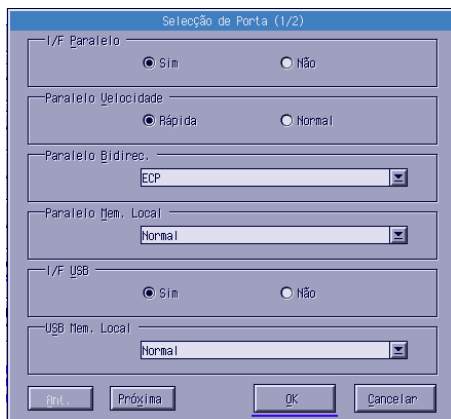 Selecção de Porta (1/2)
I/F Paralelo
Sim Não
Paralelo Velocidade
Rápida Normal
Paralelo Bidirec.
ECP
Paralelo Mem. Local
Normal
I/F USB
Sim Não
USB Mem. Local
Normal
Ant. Próxima OK Cancelar